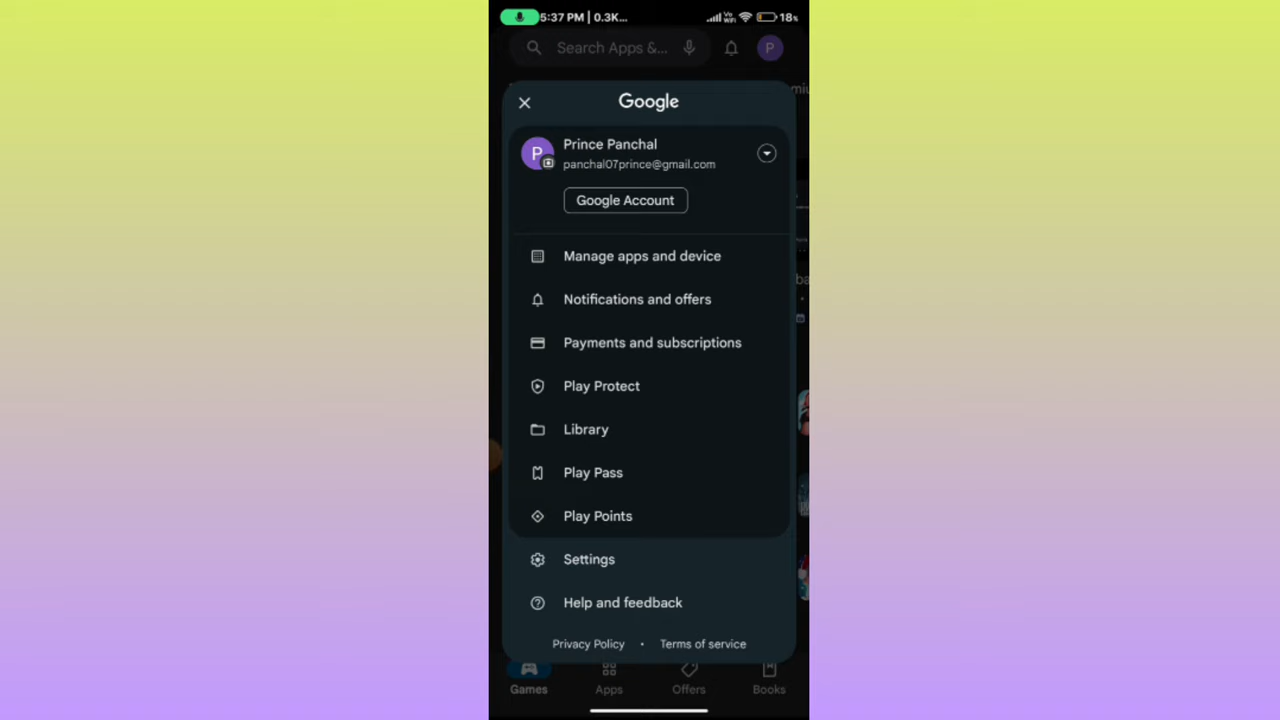 5:37 PM | 0.3K... Vo WiFi 18%
Search Apps &... P
Google
P Prince Panchal
panchal07prince@gmail.com
Google Account
Manage apps and device
Notifications and offers
Payments and subscriptions
Play Protect
Library
Play Pass
Play Points
Settings
Help and feedback
Privacy Policy • Terms of service
Games Apps Offers Books